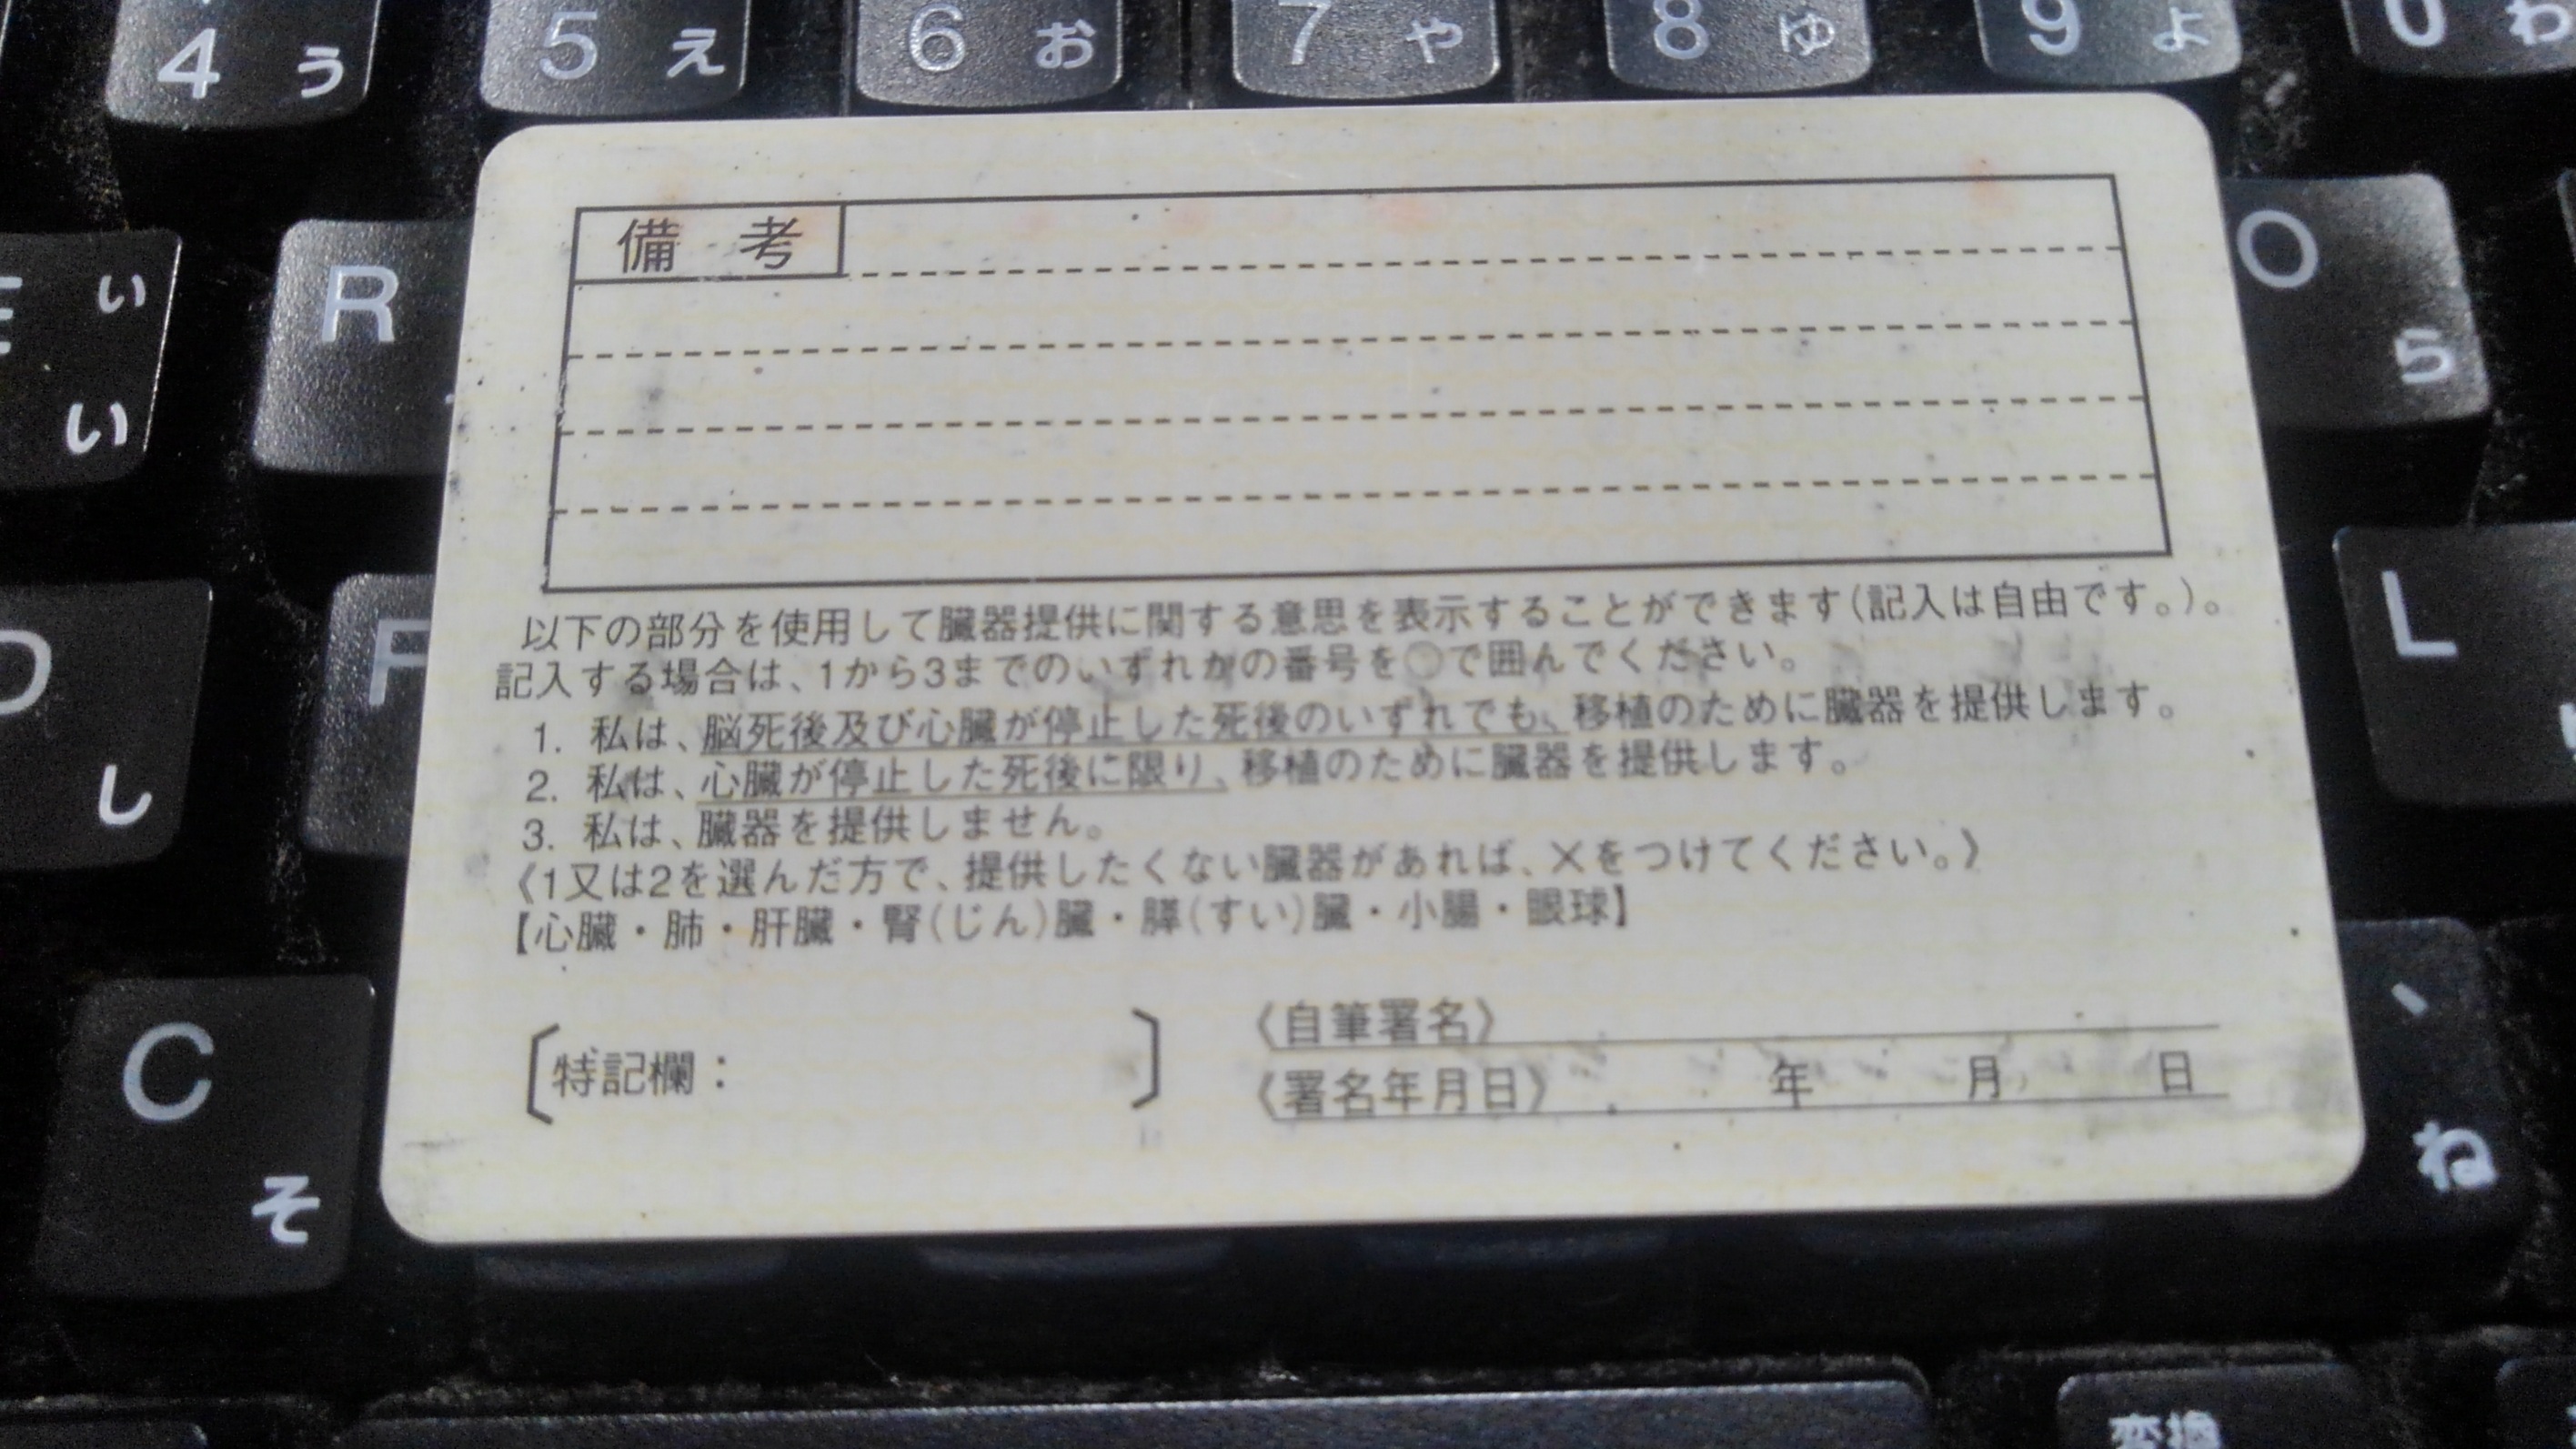 4 う 5 え 6 お 7 や 8 ゆ 9 よ 0 わ
備 考
い R O
い ら
以下の部分を使用して臓器提供に関する意思を表示することができます(記入は自由です。)。
記入する場合は、1から3までのいずれかの番号を○で囲んでください。
1. 私は、脳死後及び心臓が停止した死後のいずれでも、移植のために臓器を提供します。
2. 私は、心臓が停止した死後に限り、移植のために臓器を提供します。
3. 私は、臓器を提供しません。
《1又は2を選んだ方で、提供したくない臓器があれば、×をつけてください。》
【心臓・肺・肝臓・腎(じん)臓・膵(すい)臓・小腸・眼球】
D F L
し
〔特記欄: 〕
《自筆署名》
《署名年月日》 年 月 日
C 、
そ ね
変換